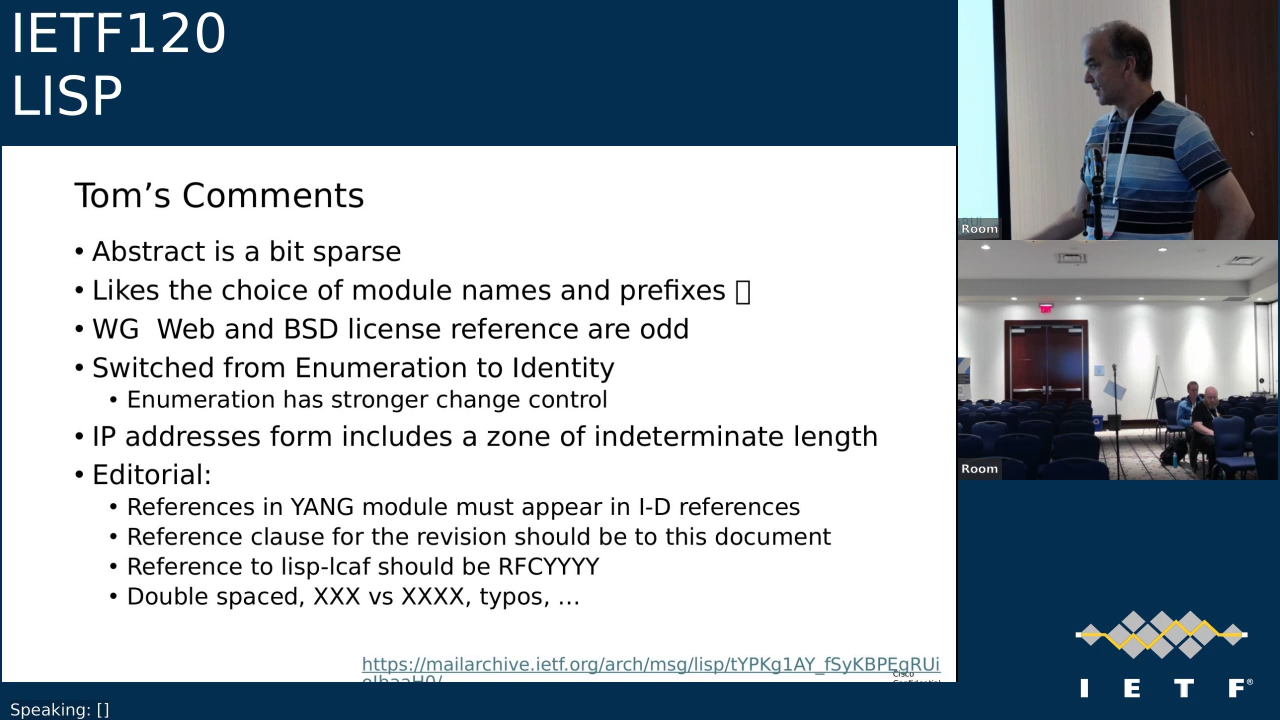 IETF120
LISP
Tom’s Comments
• Abstract is a bit sparse
• Likes the choice of module names and prefixes
• WG  Web and BSD license reference are odd
• Switched from Enumeration to Identity
• Enumeration has stronger change control
• IP addresses form includes a zone of indeterminate length
• Editorial:
• References in YANG module must appear in I-D references
• Reference clause for the revision should be to this document
• Reference to lisp-lcaf should be RFCYYYY
• Double spaced, XXX vs XXXX, typos, …
https://mailarchive.ietf.org/arch/msg/lisp/tYPKg1AY_fSyKBPEgRUi
Cisco
Confidential
Speaking: []
Room
Room
EXIT
I E T F®